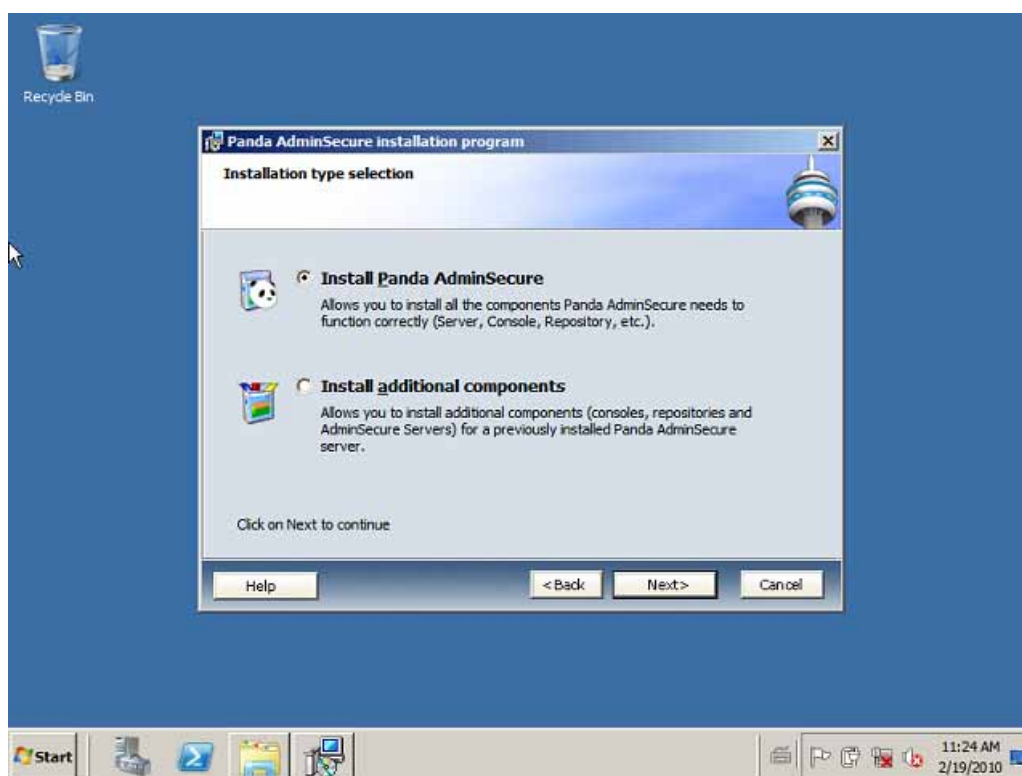 Recycle Bin
Panda AdminSecure installation program
Installation type selection
Install Panda AdminSecure
Allows you to install all the components Panda AdminSecure needs to
function correctly (Server, Console, Repository, etc.).
Install additional components
Allows you to install additional components (consoles, repositories and
AdminSecure Servers) for a previously installed Panda AdminSecure
server.
Click on Next to continue
Help
<Back
Next>
Cancel
Start
11:24 AM
2/19/2010